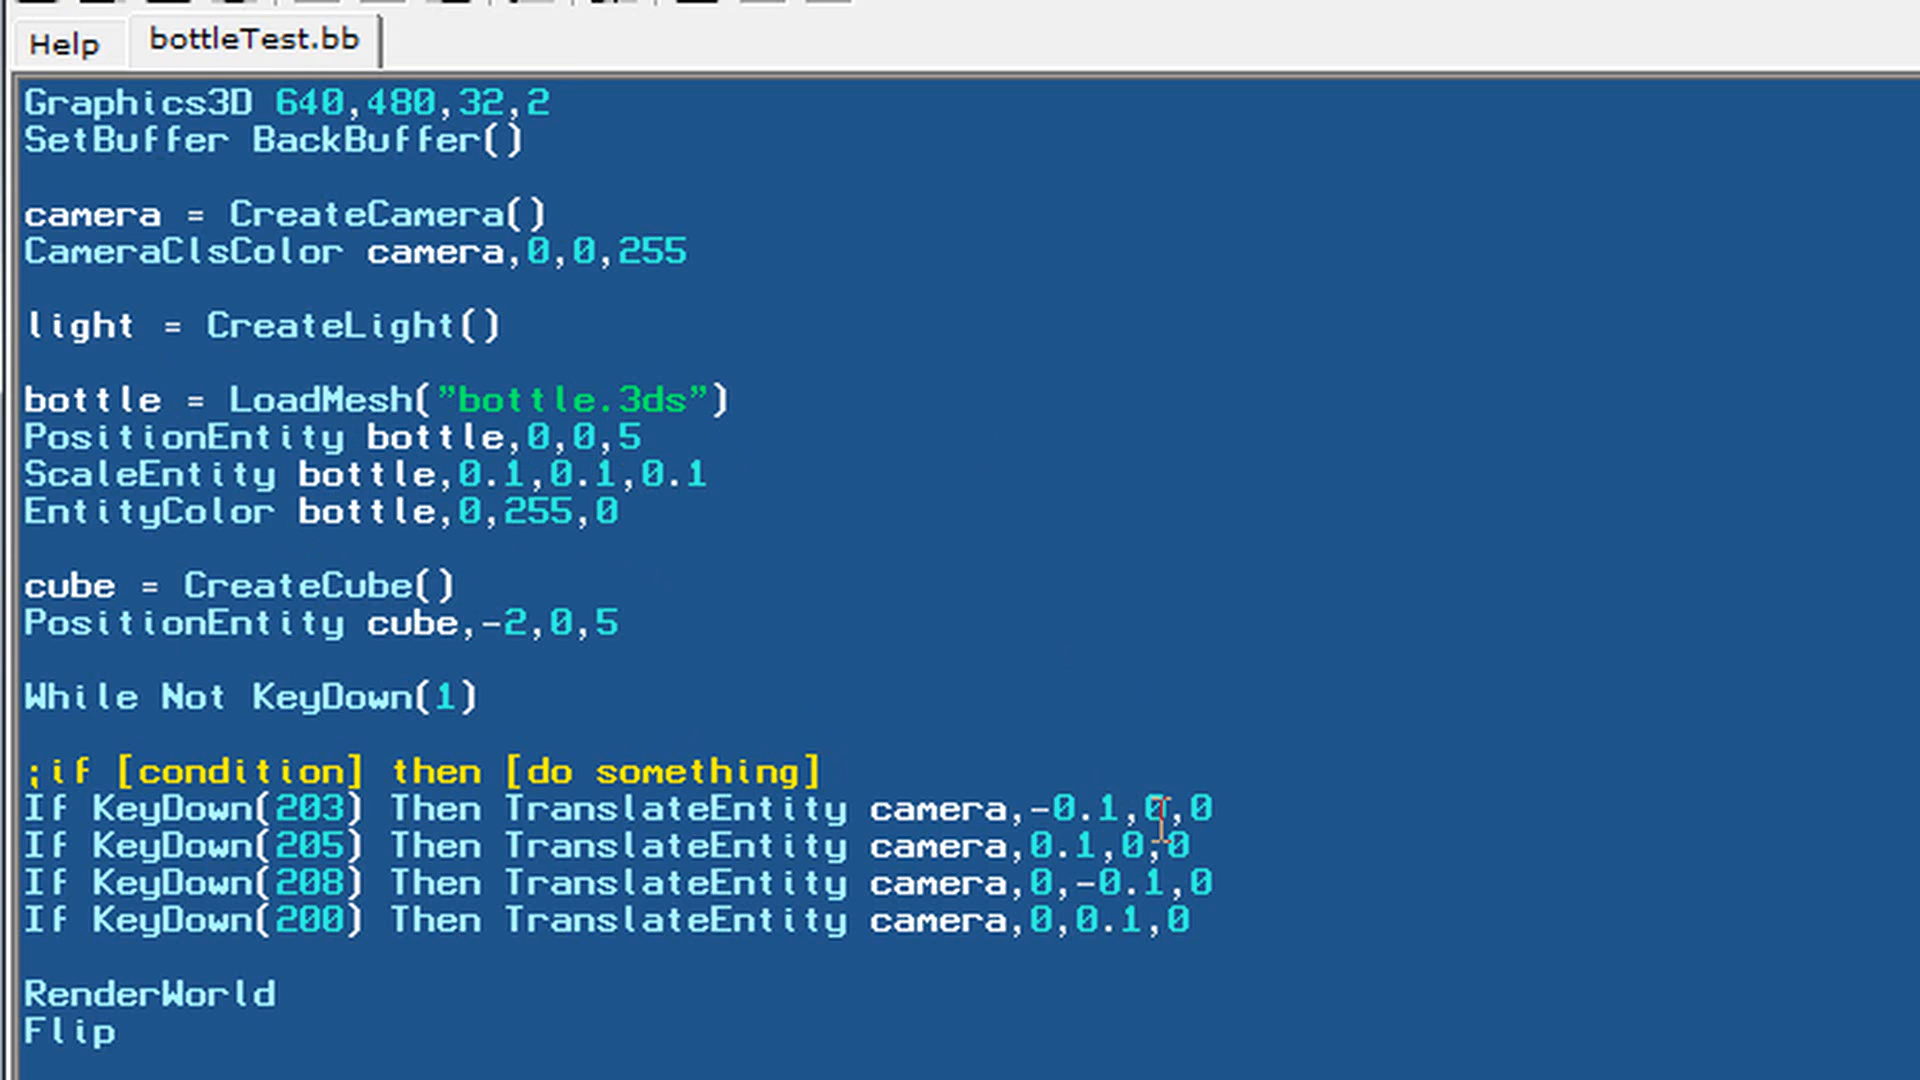 Help
bottleTest.bb
Graphics3D 640,480,32,2
SetBuffer BackBuffer()
camera = CreateCamera()
CameraClsColor camera,0,0,255
light = CreateLight()
bottle = LoadMesh("bottle.3ds")
PositionEntity bottle,0,0,5
ScaleEntity bottle,0.1,0.1,0.1
EntityColor bottle,0,255,0
cube = CreateCube()
PositionEntity cube,-2,0,5
While Not KeyDown(1)
;if [condition] then [do something]
If KeyDown(203) Then TranslateEntity camera,-0.1,0,0
If KeyDown(205) Then TranslateEntity camera,0.1,0,0
If KeyDown(208) Then TranslateEntity camera,0,-0.1,0
If KeyDown(200) Then TranslateEntity camera,0,0.1,0
RenderWorld
Flip